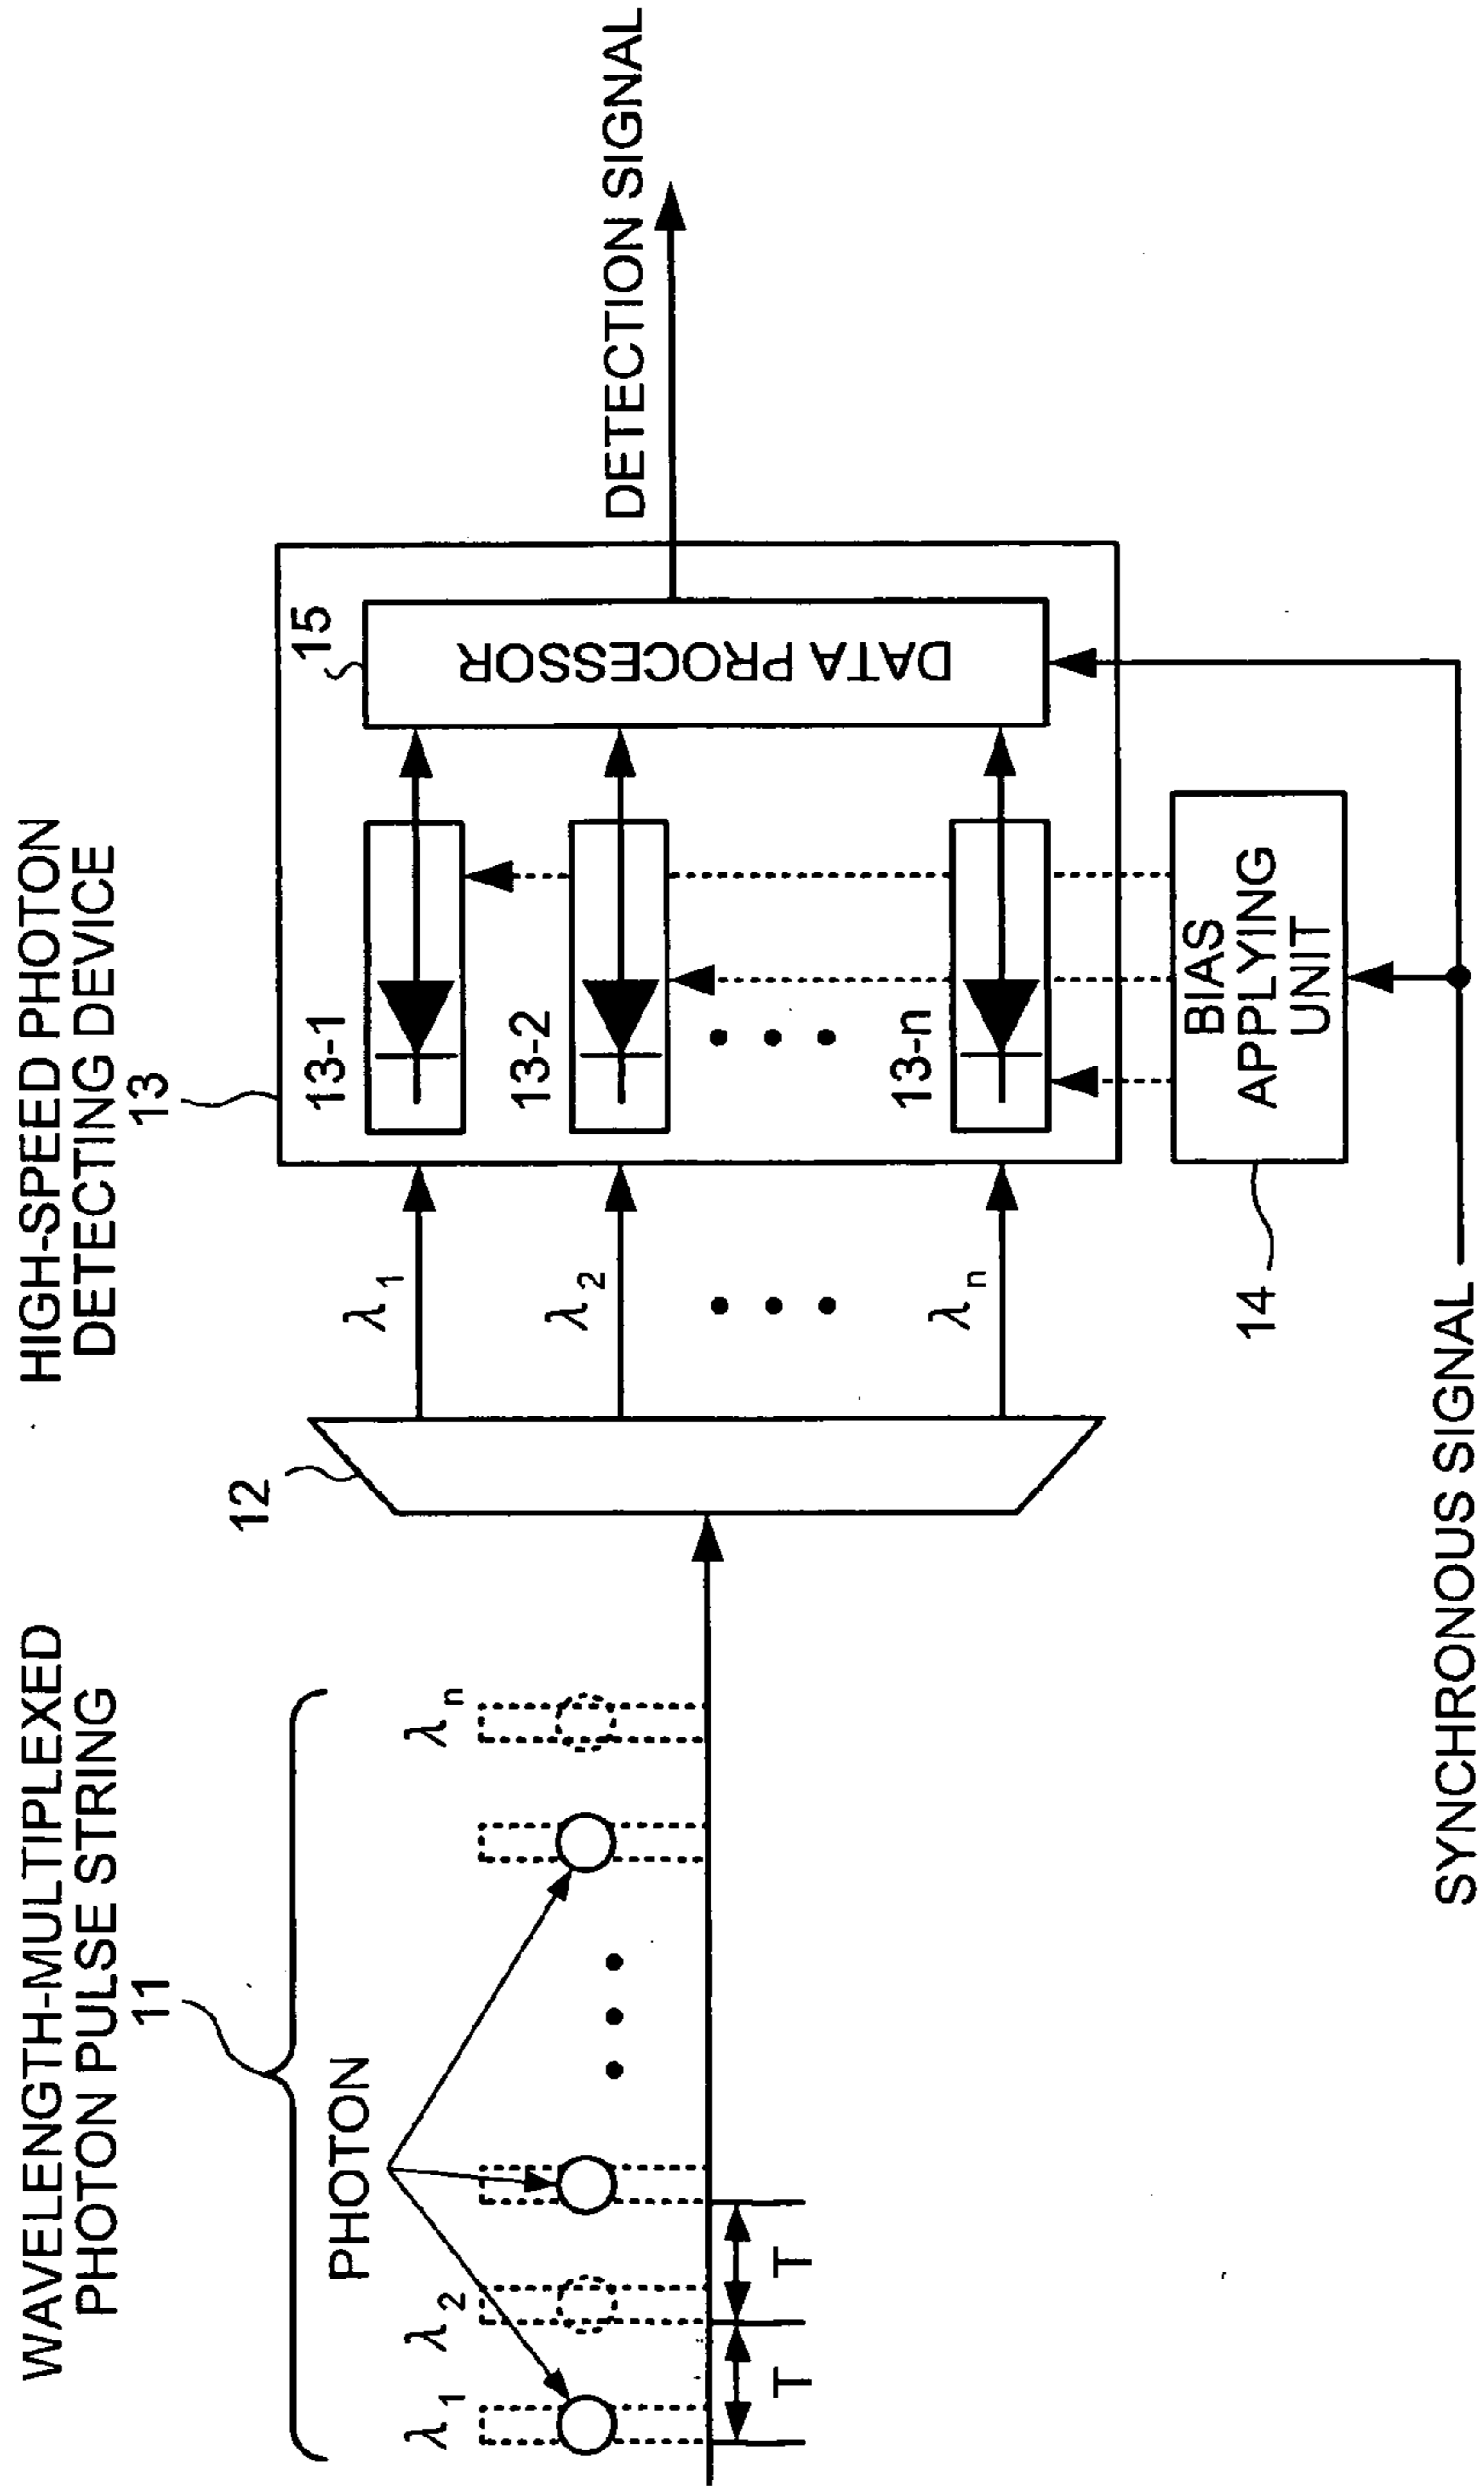 WAVELENGTH-MULTIPLEXED
PHOTON PULSE STRING
11
HIGH-SPEED PHOTON
DETECTING DEVICE
13
PHOTON
λ1
λ2
λn
T
T
12
λ1
λ2
λn
13-1
13-2
13-n
15
DATA PROCESSOR
DETECTION SIGNAL
BIAS
APPLYING
UNIT
14
SYNCHRONOUS SIGNAL